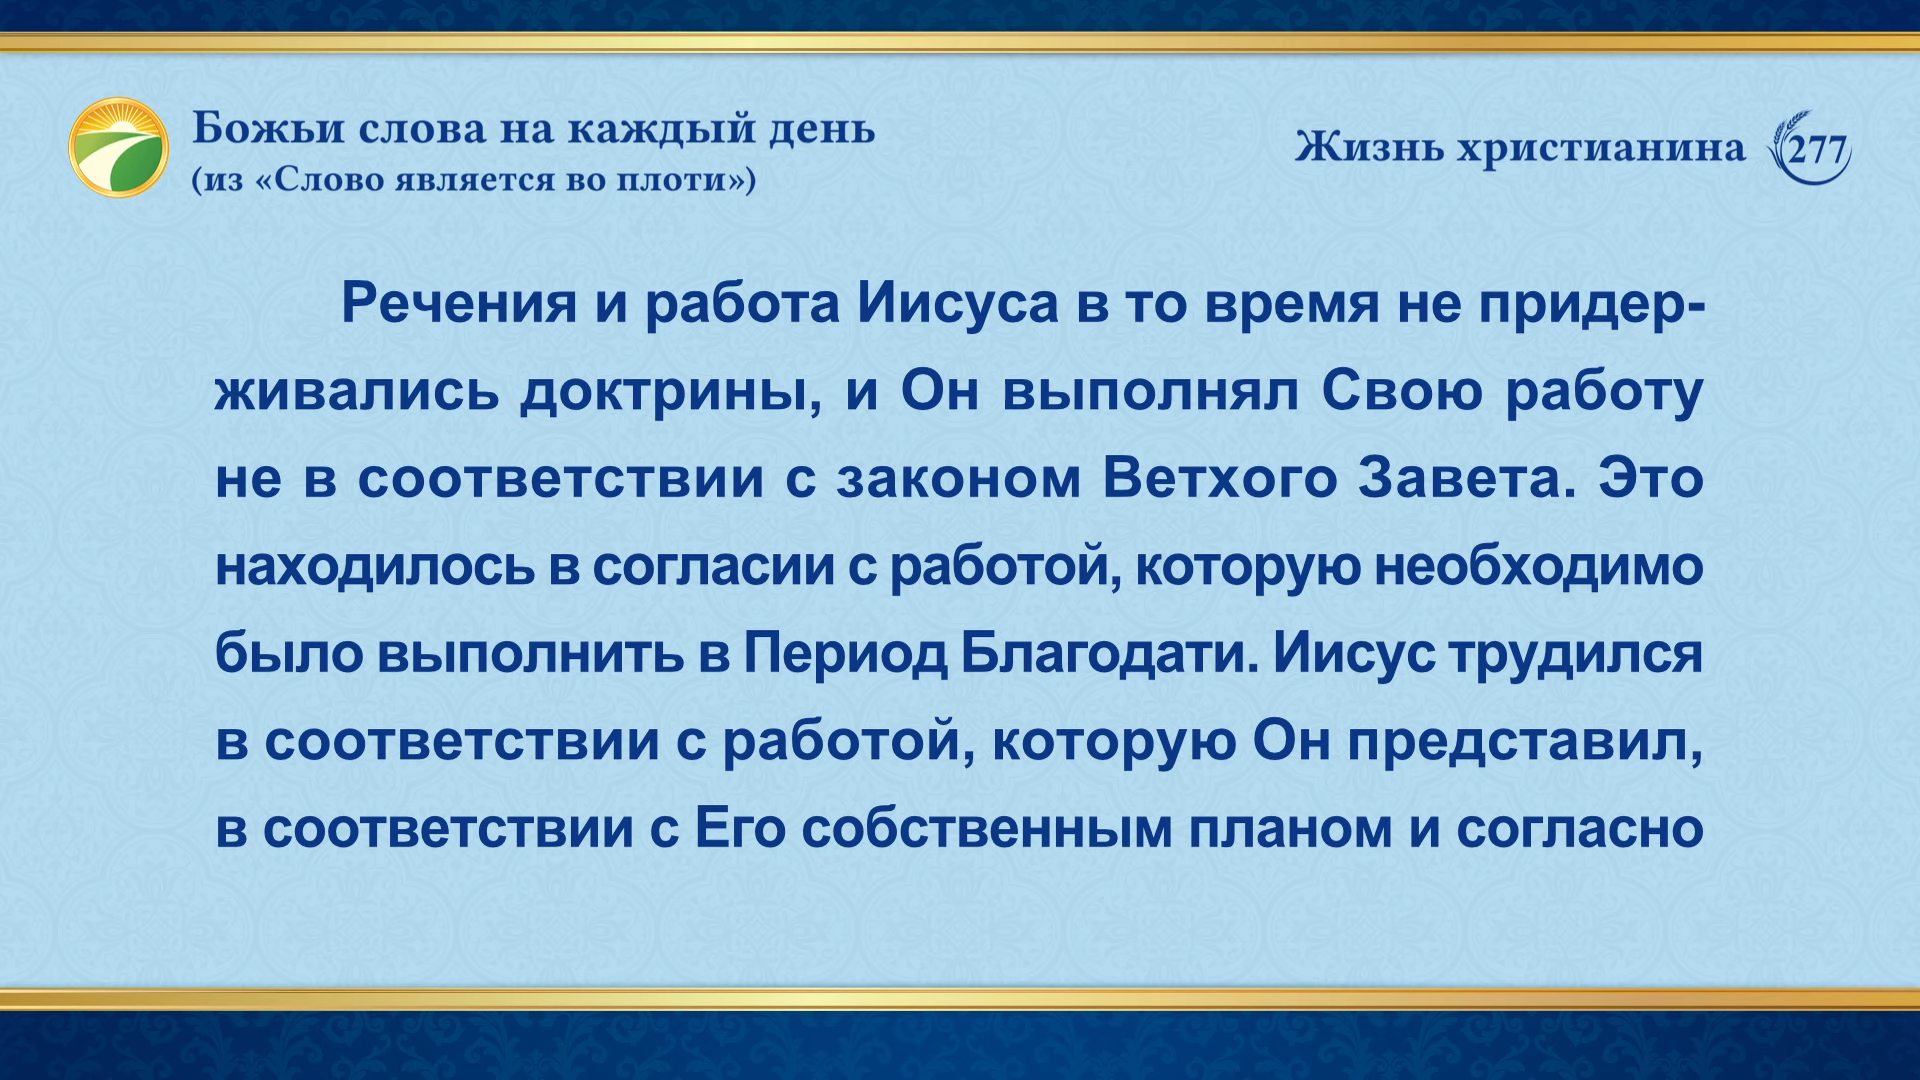 Божьи слова на каждый день
(из «Слово является во плоти»)
Жизнь христианина 277
Речения и работа Иисуса в то время не придер-
живались доктрины, и Он выполнял Свою работу
не в соответствии с законом Ветхого Завета. Это
находилось в согласии с работой, которую необходимо
было выполнить в Период Благодати. Иисус трудился
в соответствии с работой, которую Он представил,
в соответствии с Его собственным планом и согласно